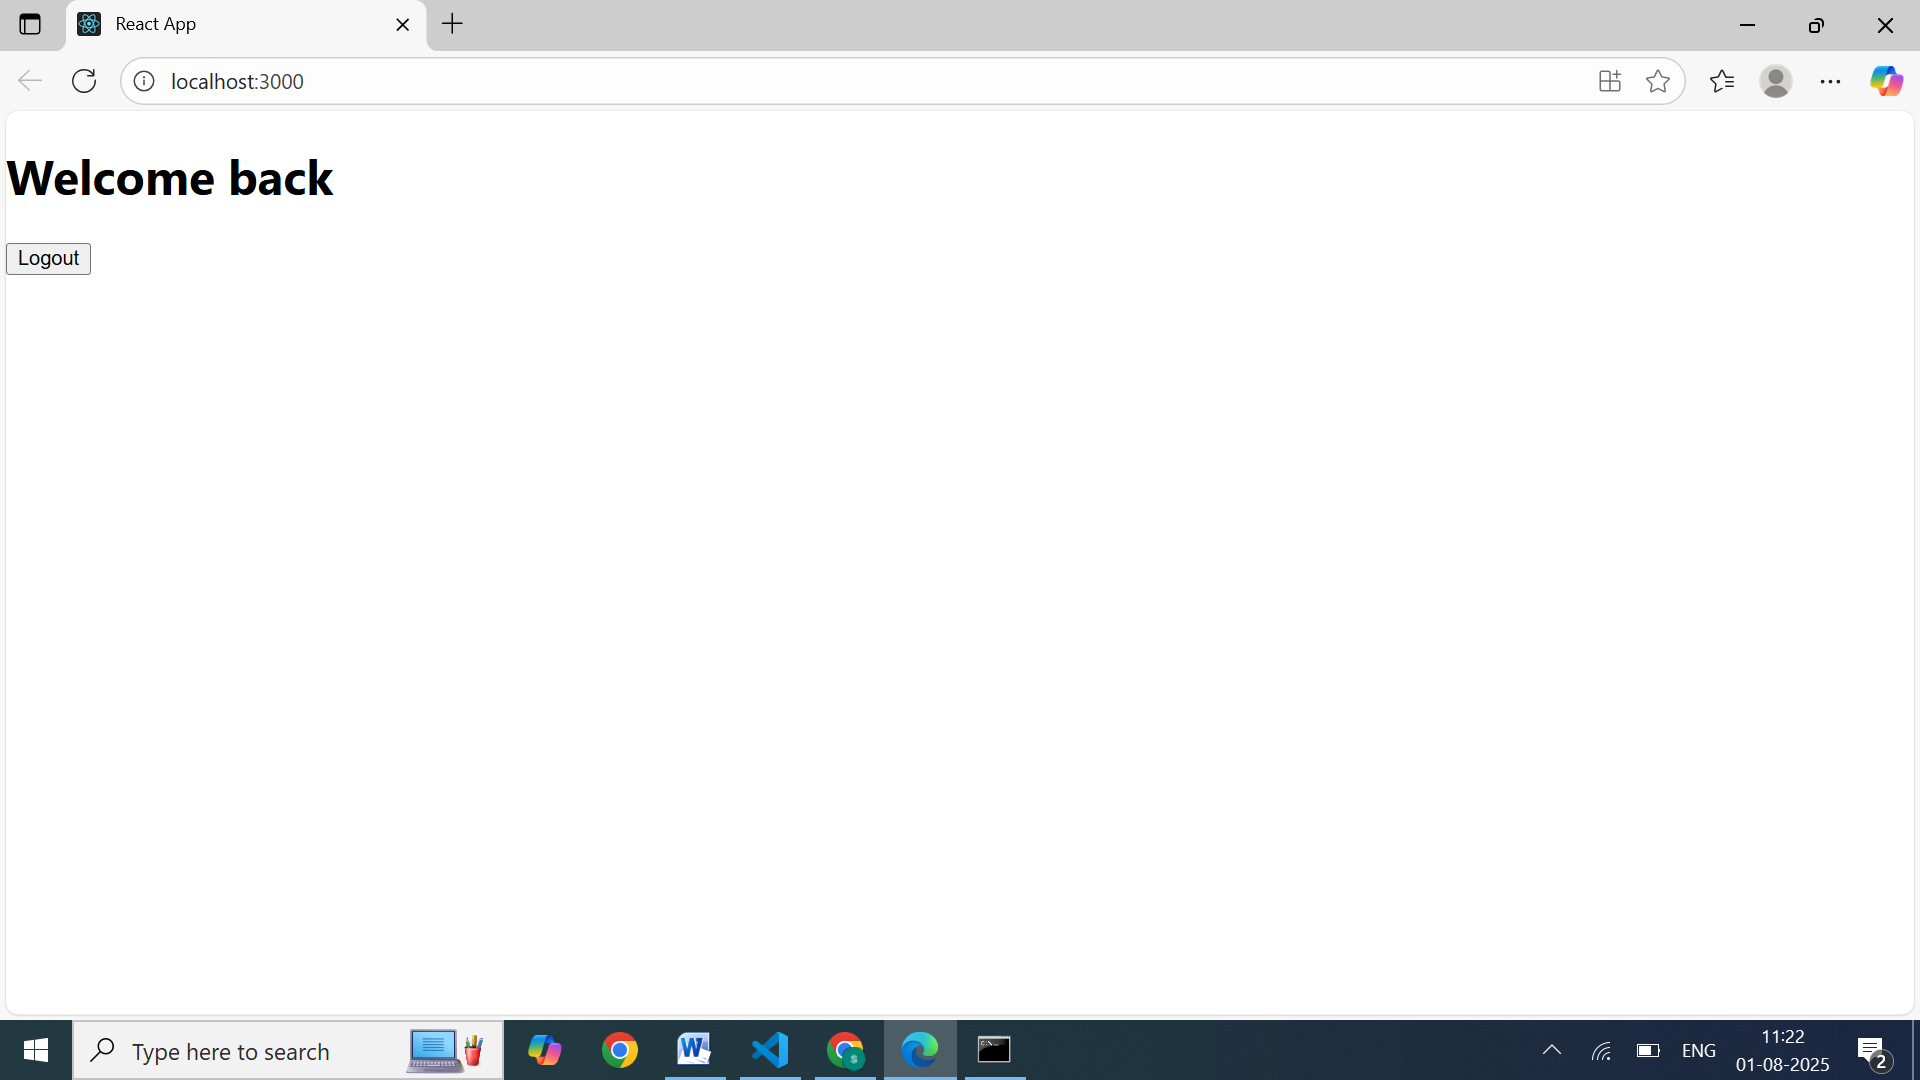 React App
localhost:3000
Welcome back
Logout
Type here to search
ENG
11:22
01-08-2025
2